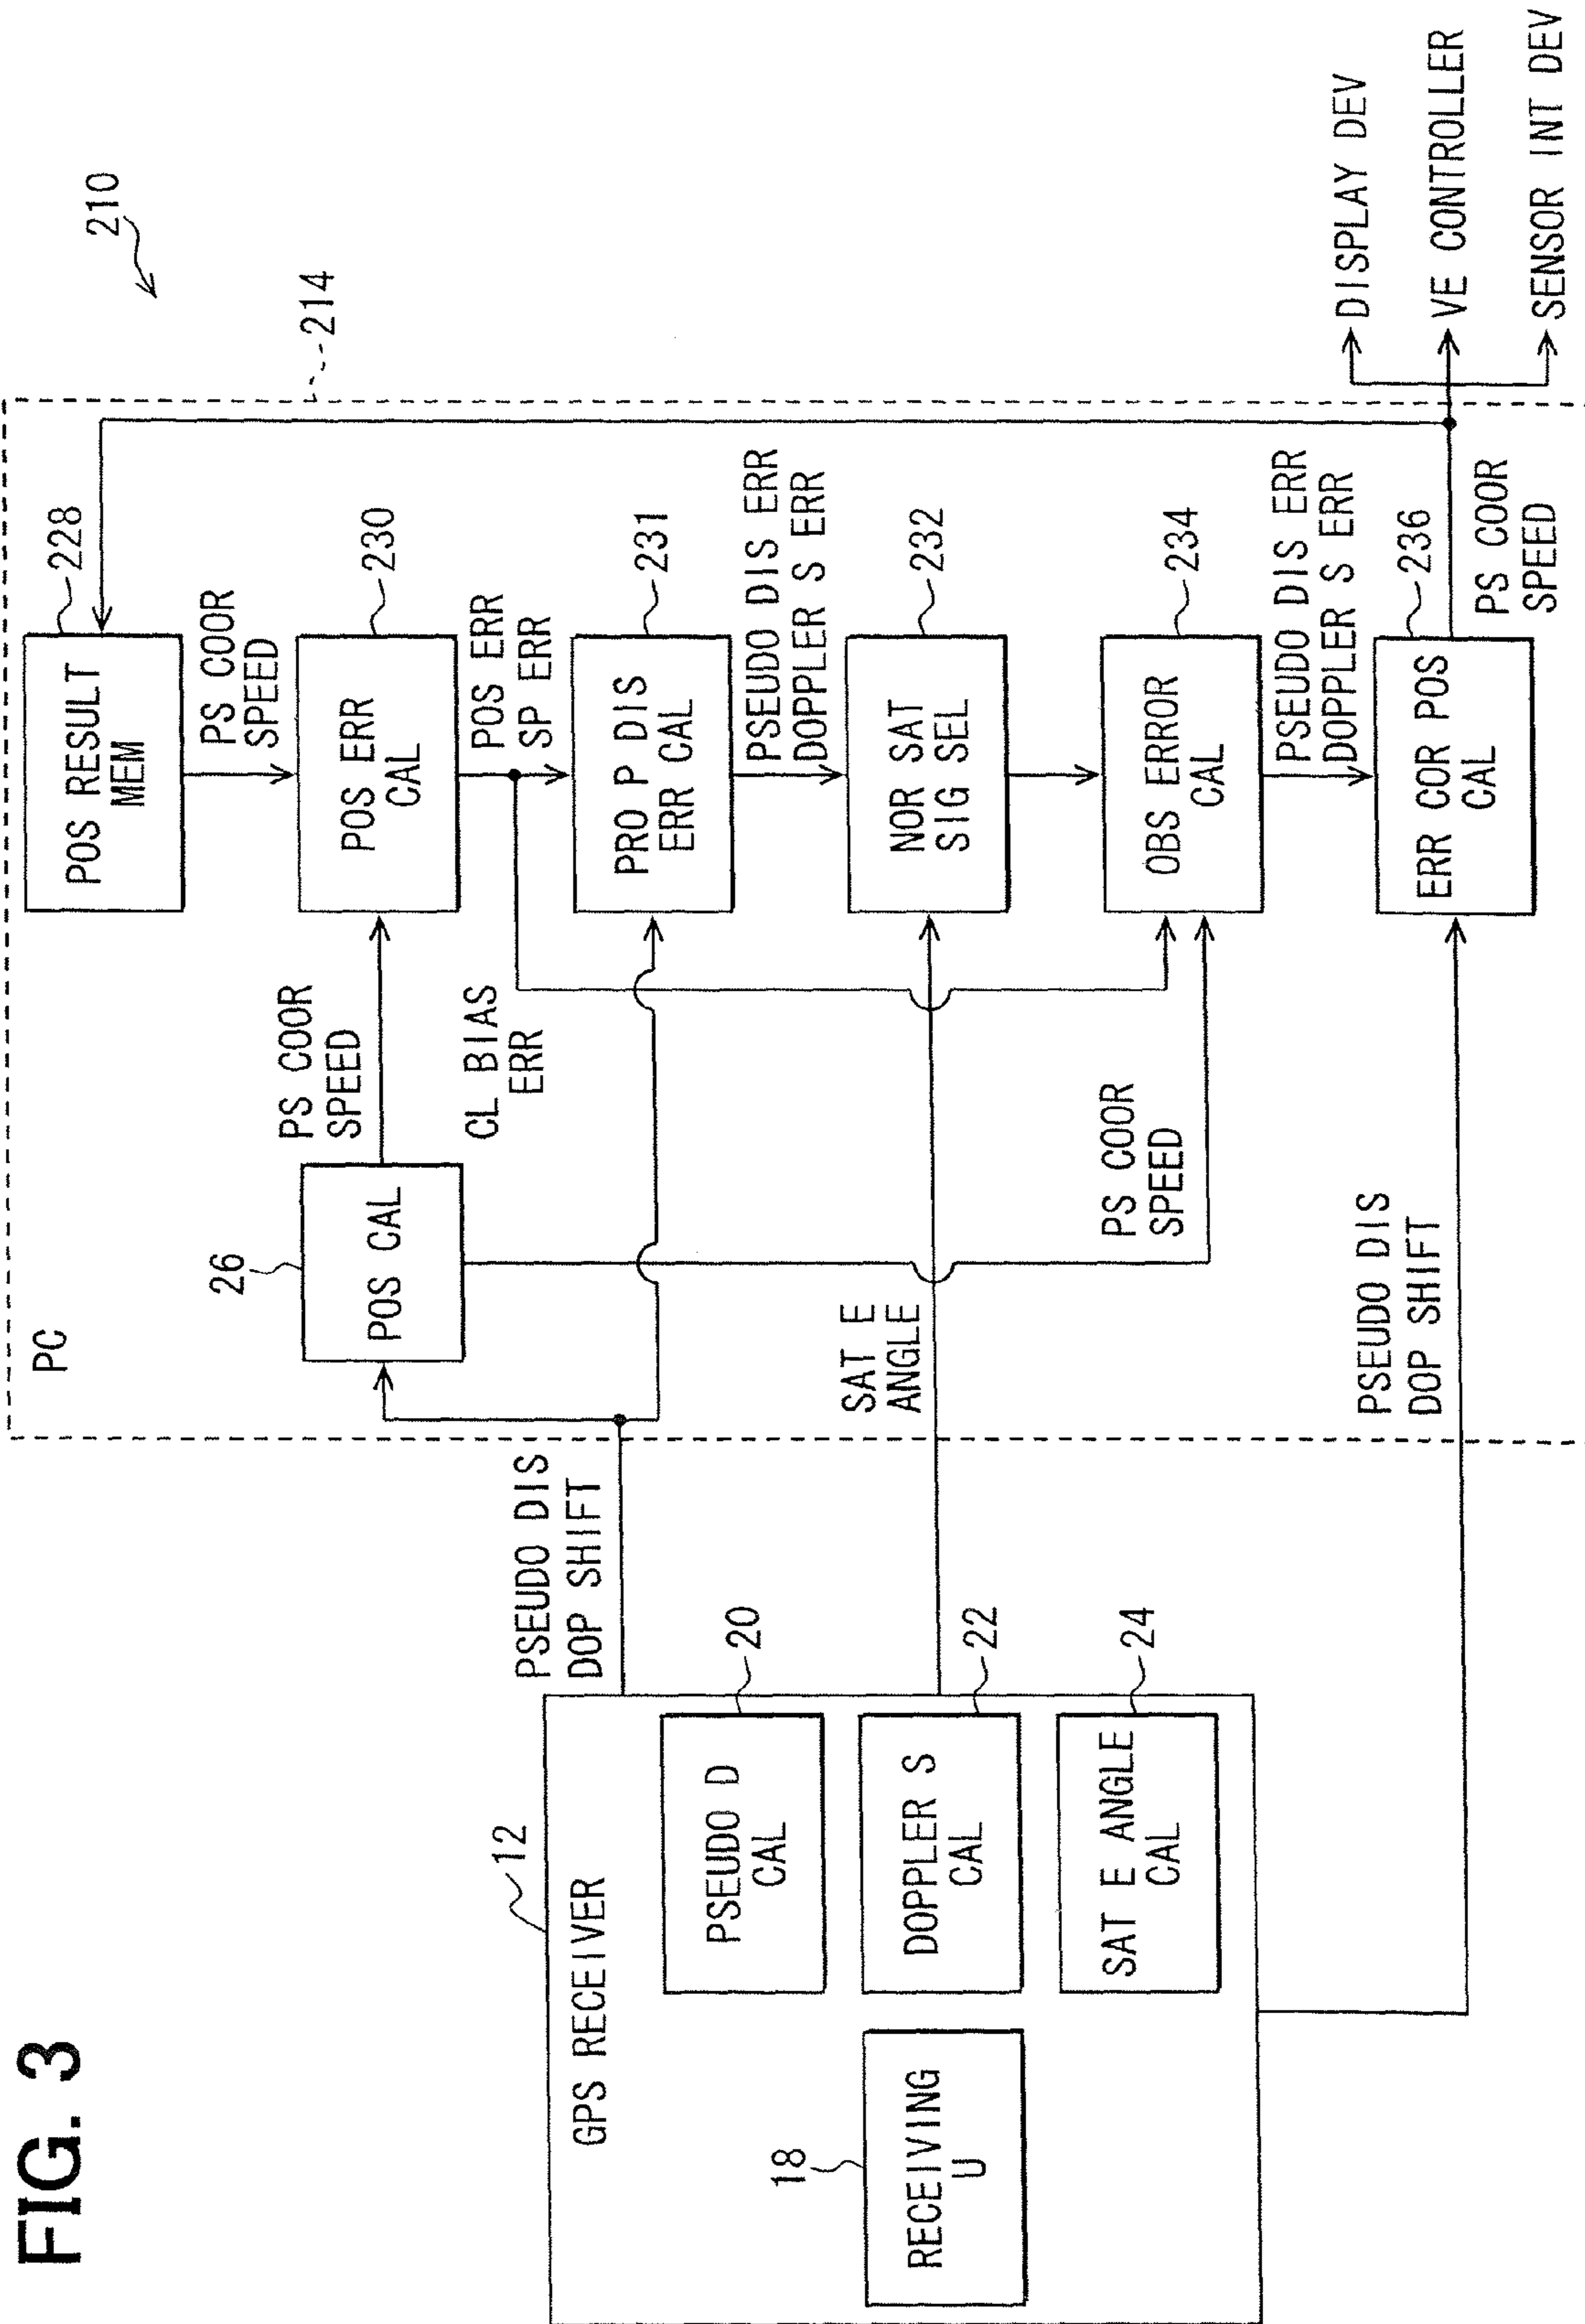 FIG. 3
210
214
PC
POS RESULT
MEM
228
PS COOR
SPEED
26
POS CAL
PS COOR
SPEED
POS ERR
CAL
230
CL BIAS
ERR
POS ERR
SP ERR
PRO P DIS
ERR CAL
231
PSEUDO DIS ERR
DOPPLER S ERR
PSEUDO DIS
DOP SHIFT
12
GPS RECEIVER
PSEUDO D
CAL
20
18
RECEIVING
U
DOPPLER S
CAL
22
SAT E ANGLE
CAL
24
SAT E
ANGLE
NOR SAT
SIG SEL
232
PS COOR
SPEED
OBS ERROR
CAL
234
PSEUDO DIS ERR
DOPPLER S ERR
PSEUDO DIS
DOP SHIFT
ERR COR POS
CAL
236
PS COOR
SPEED
DISPLAY DEV
VE CONTROLLER
SENSOR INT DEV